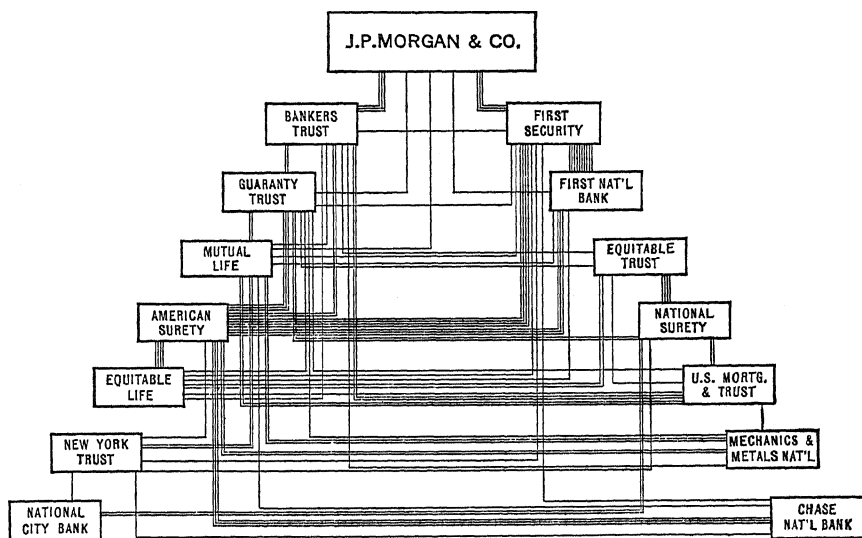 J.P. MORGAN & CO.
BANKERS
TRUST
FIRST
SECURITY
GUARANTY
TRUST
FIRST NAT'L
BANK
MUTUAL
LIFE
EQUITABLE
TRUST
AMERICAN
SURETY
NATIONAL
SURETY
EQUITABLE
LIFE
U.S. MORTG.
& TRUST
NEW YORK
TRUST
MECHANICS &
METALS NAT'L
NATIONAL
CITY BANK
CHASE
NAT'L BANK